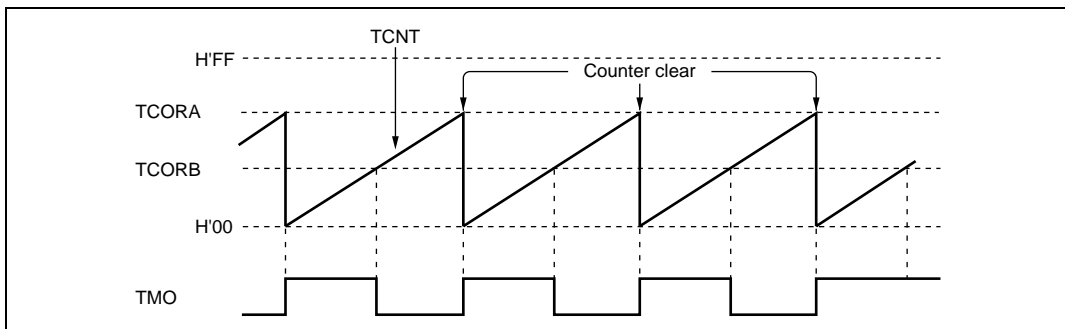 TCNT
H'FF
Counter clear
TCORA
TCORB
H'00
TMO